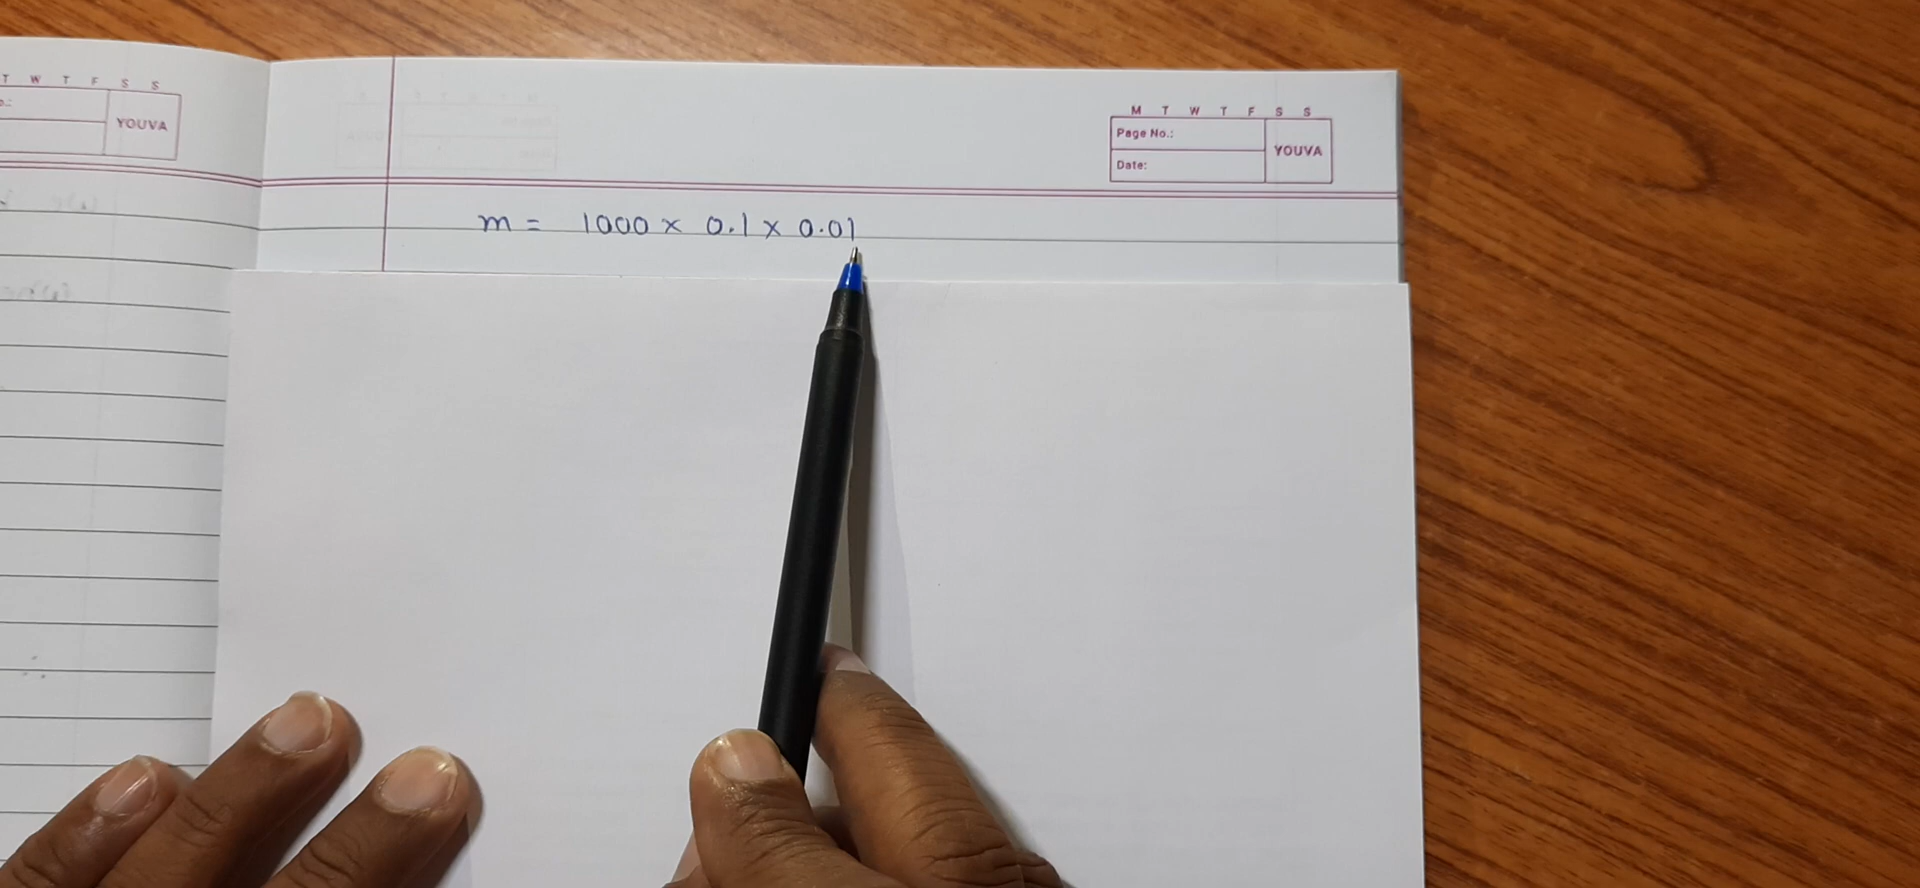 T W T F S S
YOUVA
M T W T F S S
Page No.:
YOUVA
Date:
m = 1000 × 0.1 × 0.01